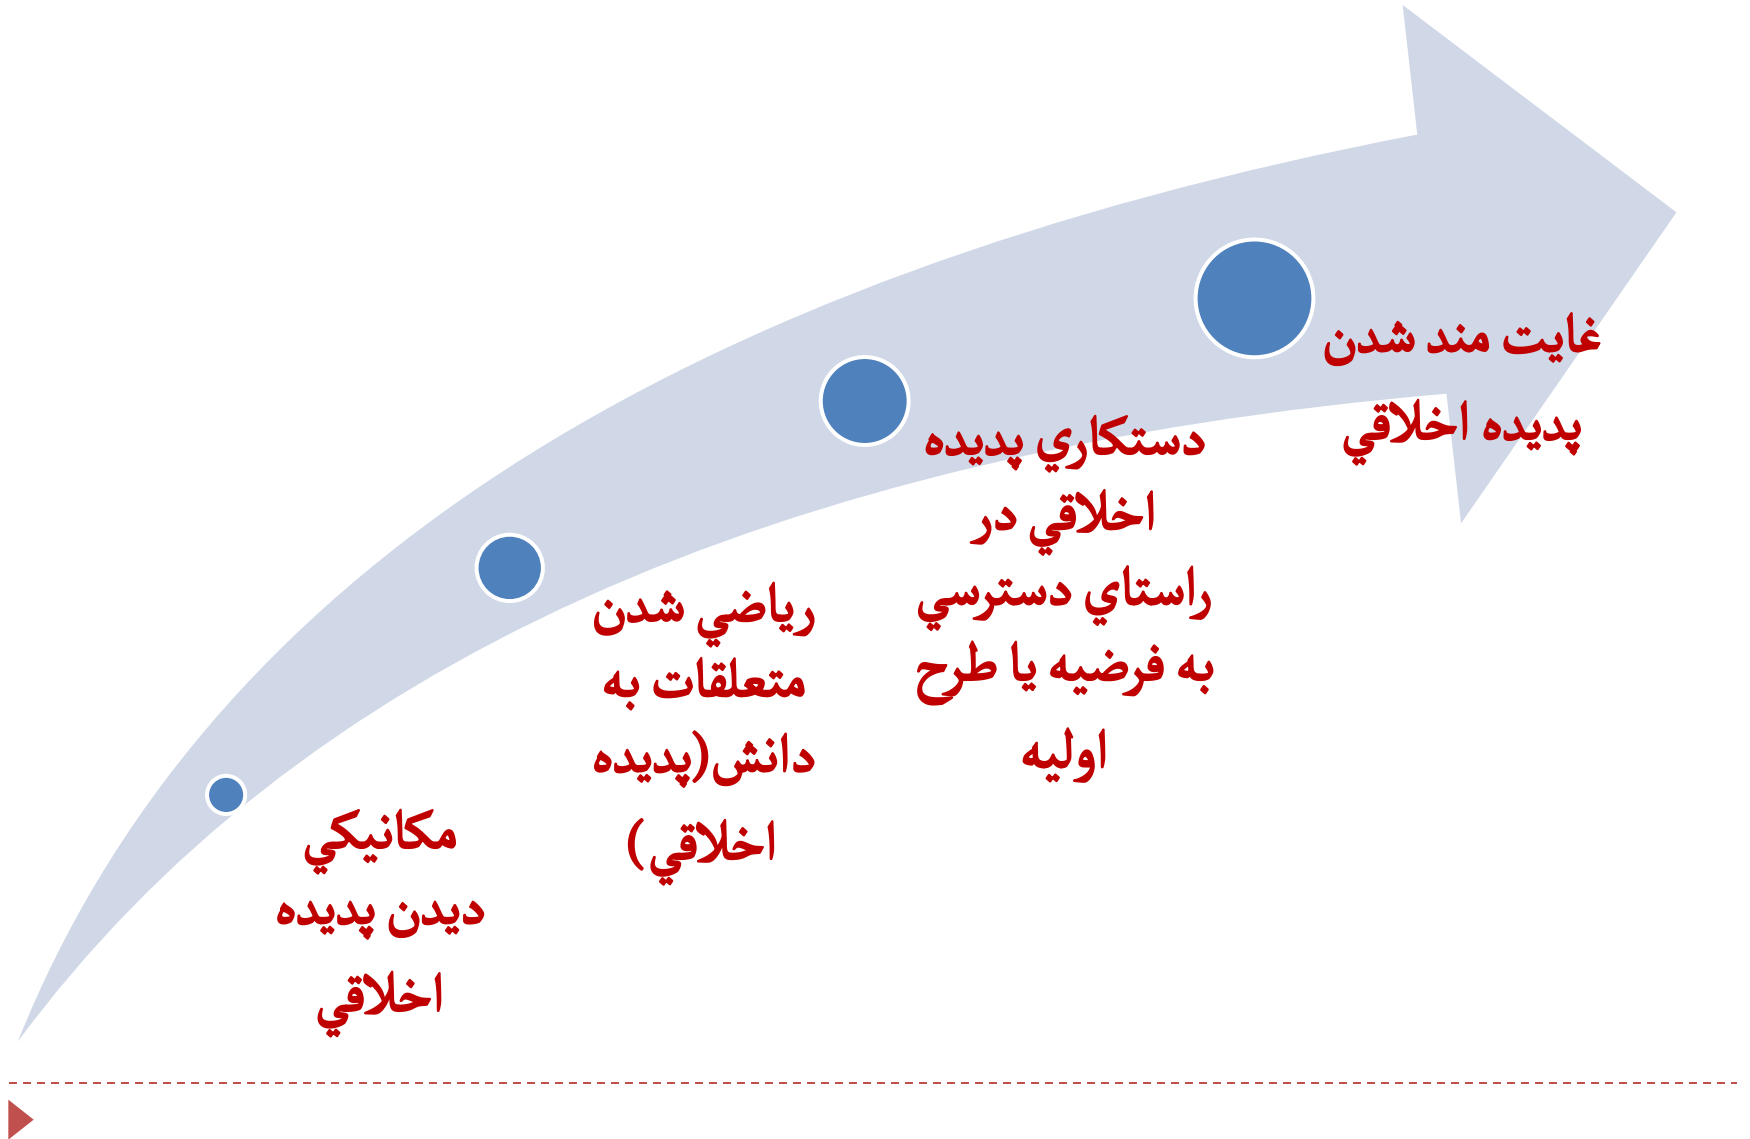 مكانيكي
ديدن پديده
اخلاقي
رياضي شدن
متعلقات به
دانش(پديده
اخلاقي)
دستكاري پديده
اخلاقي در
راستاي دسترسي
به فرضيه يا طرح
اوليه
غايت مند شدن
پديده اخلاقي